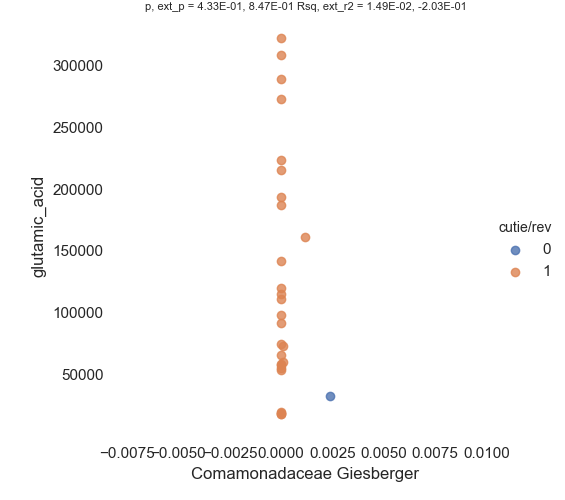 p, ext_p = 4.33E-01, 8.47E-01 Rsq, ext_r2 = 1.49E-02, -2.03E-01
300000
250000
200000
150000
100000
50000
glutamic_acid
cutie/rev
0
1
−0.0075−0.0050−0.0025 0.0000 0.0025 0.0050 0.0075 0.0100
Comamonadaceae Giesberger